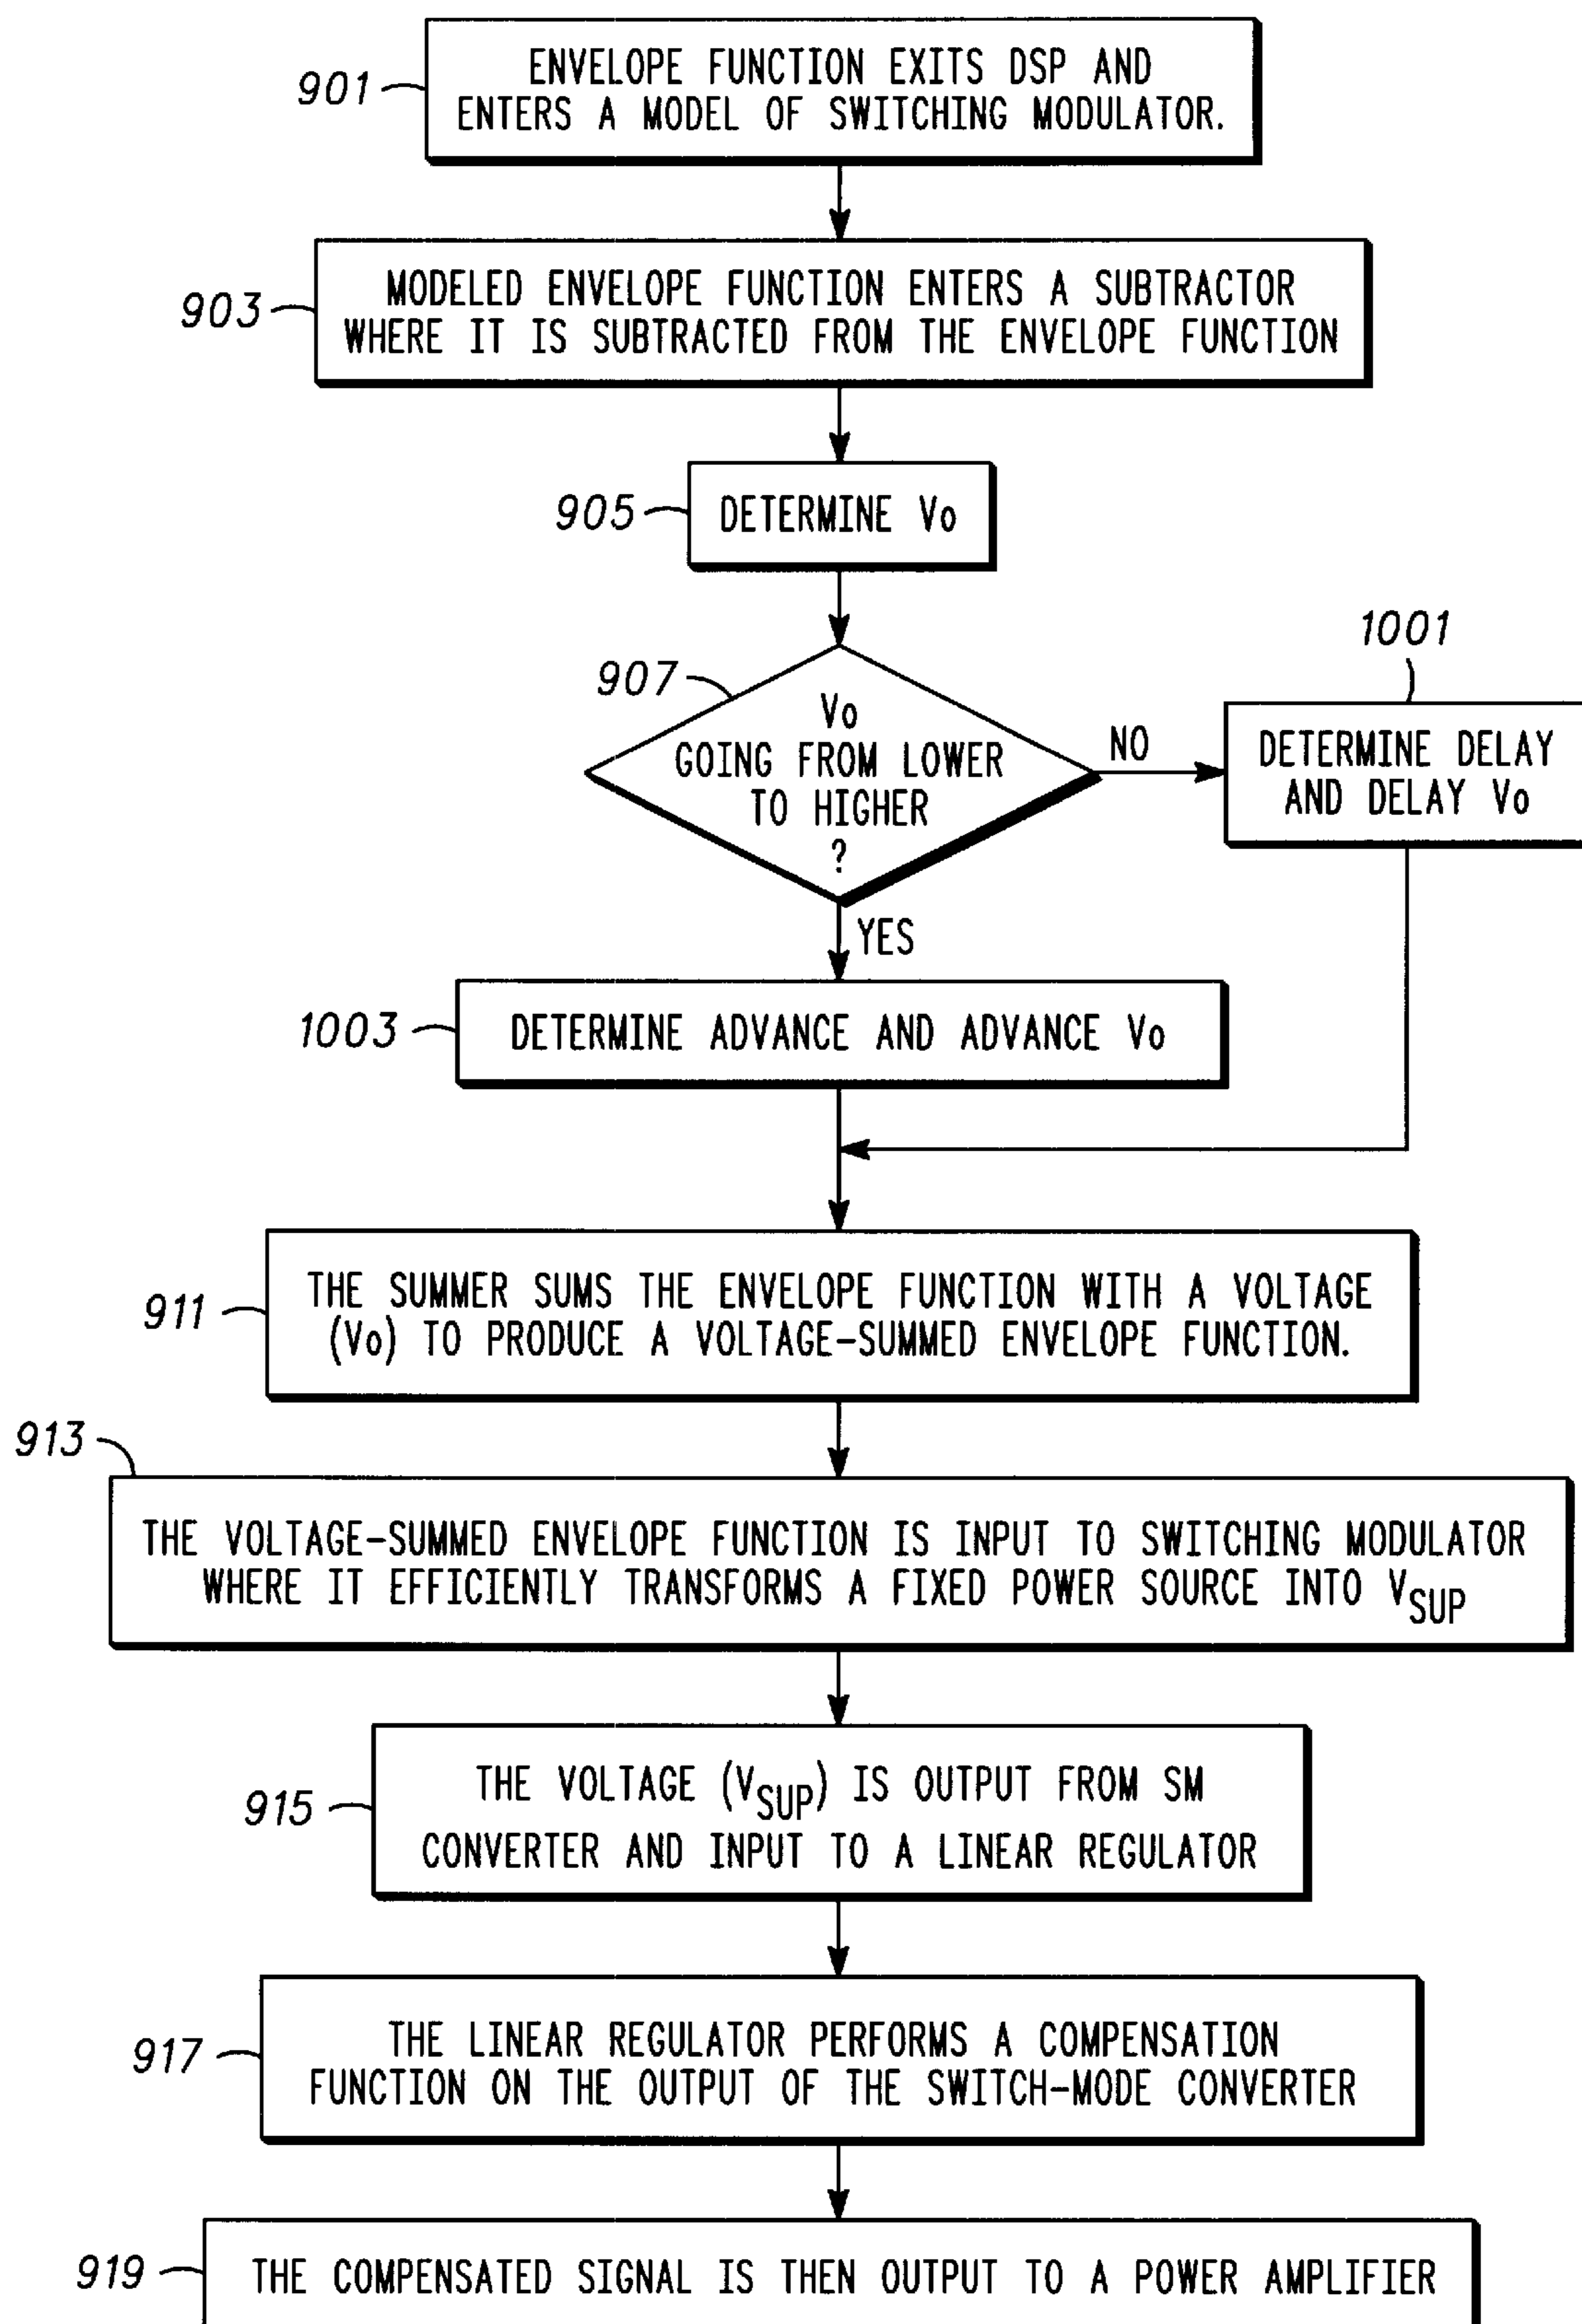 901
ENVELOPE FUNCTION EXITS DSP AND
ENTERS A MODEL OF SWITCHING MODULATOR.
903
MODELED ENVELOPE FUNCTION ENTERS A SUBTRACTOR
WHERE IT IS SUBTRACTED FROM THE ENVELOPE FUNCTION
905
DETERMINE Vo
907
Vo
GOING FROM LOWER
TO HIGHER
?
NO
1001
DETERMINE DELAY
AND DELAY Vo
YES
1003
DETERMINE ADVANCE AND ADVANCE Vo
911
THE SUMMER SUMS THE ENVELOPE FUNCTION WITH A VOLTAGE
(Vo) TO PRODUCE A VOLTAGE-SUMMED ENVELOPE FUNCTION.
913
THE VOLTAGE-SUMMED ENVELOPE FUNCTION IS INPUT TO SWITCHING MODULATOR
WHERE IT EFFICIENTLY TRANSFORMS A FIXED POWER SOURCE INTO VSUP
915
THE VOLTAGE (VSUP) IS OUTPUT FROM SM
CONVERTER AND INPUT TO A LINEAR REGULATOR
917
THE LINEAR REGULATOR PERFORMS A COMPENSATION
FUNCTION ON THE OUTPUT OF THE SWITCH-MODE CONVERTER
919
THE COMPENSATED SIGNAL IS THEN OUTPUT TO A POWER AMPLIFIER